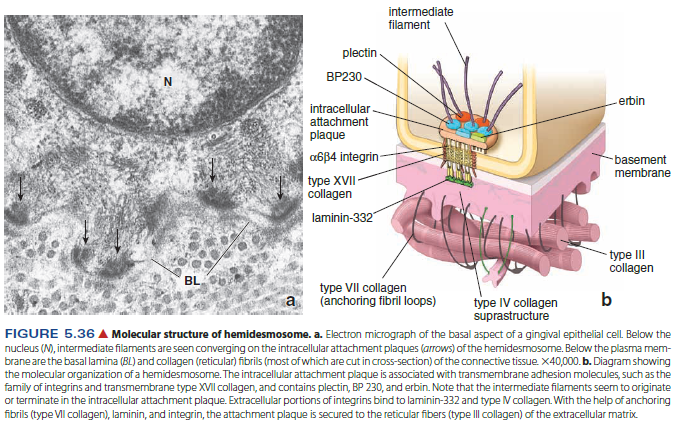 N
BL
a
intermediate
filament
plectin
BP230
erbin
intracellular
attachment
plaque
α6β4 integrin
basement
membrane
type XVII
collagen
laminin-332
type III
collagen
type VII collagen
(anchoring fibril loops)
type IV collagen
suprastructure
b
FIGURE 5.36 ▲ Molecular structure of hemidesmosome. a. Electron micrograph of the basal aspect of a gingival epithelial cell. Below the
nucleus (N), intermediate filaments are seen converging on the intracellular attachment plaques (arrows) of the hemidesmosome. Below the plasma mem-
brane are the basal lamina (BL) and collagen (reticular) fibrils (most of which are cut in cross-section) of the connective tissue. ×40,000. b. Diagram showing
the molecular organization of a hemidesmosome. The intracellular attachment plaque is associated with transmembrane adhesion molecules, such as the
family of integrins and transmembrane type XVII collagen, and contains plectin, BP 230, and erbin. Note that the intermediate filaments seem to originate
or terminate in the intracellular attachment plaque. Extracellular portions of integrins bind to laminin-332 and type IV collagen. With the help of anchoring
fibrils (type VII collagen), laminin, and integrin, the attachment plaque is secured to the reticular fibers (type III collagen) of the extracellular matrix.